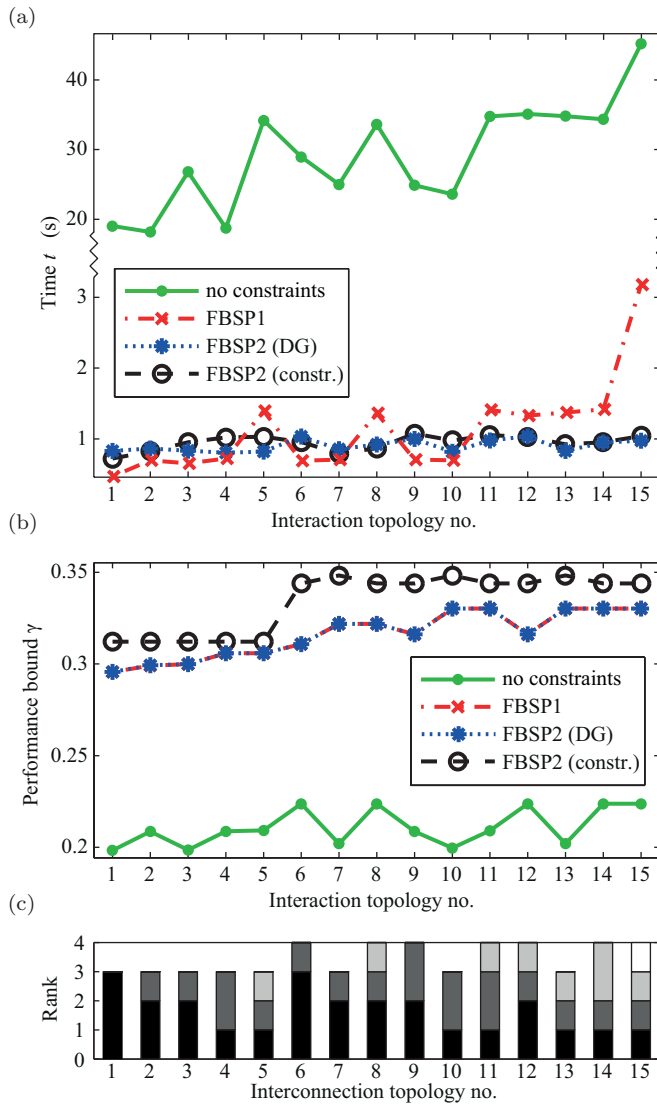 (a)
40
30
20
3
2
1
Time t (s)
no constraints
FBSP1
FBSP2 (DG)
FBSP2 (constr.)
1 2 3 4 5 6 7 8 9 10 11 12 13 14 15
Interaction topology no.
(b)
0.35
0.3
0.25
0.2
Performance bound γ
no constraints
FBSP1
FBSP2 (DG)
FBSP2 (constr.)
1 2 3 4 5 6 7 8 9 10 11 12 13 14 15
Interaction topology no.
(c)
4
3
2
1
0
Rank
1 2 3 4 5 6 7 8 9 10 11 12 13 14 15
Interconnection topology no.